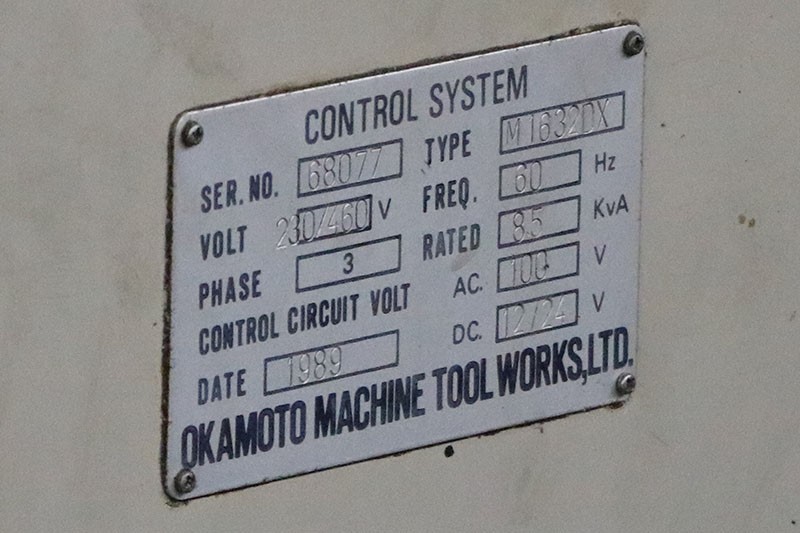 CONTROL SYSTEM
SER. NO. 68077 TYPE M1632DX
VOLT 230/460 V FREQ. 60 Hz
PHASE 3 RATED 8.5 KvA
CONTROL CIRCUIT VOLT AC. 100 V
DATE 1989 DC. 12/24 V
OKAMOTO MACHINE TOOL WORKS,LTD.